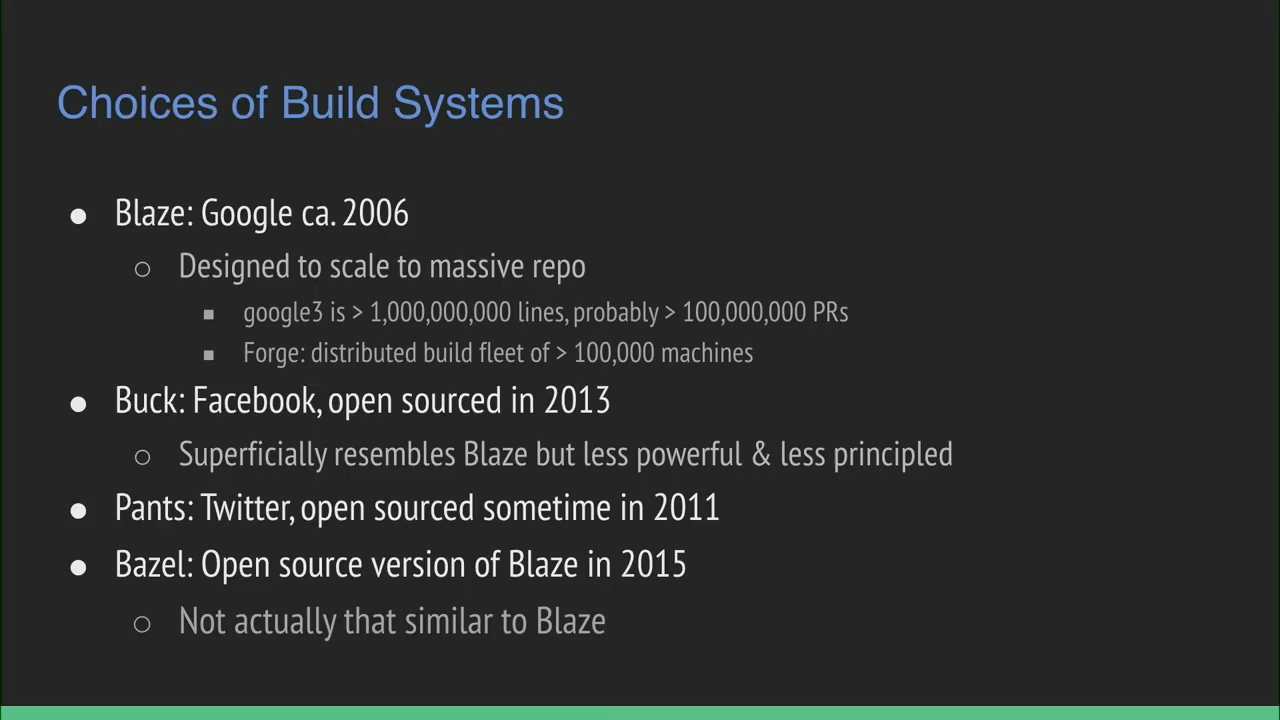 Choices of Build Systems
● Blaze: Google ca. 2006
○ Designed to scale to massive repo
■ google3 is > 1,000,000,000 lines, probably > 100,000,000 PRs
■ Forge: distributed build fleet of > 100,000 machines
● Buck: Facebook, open sourced in 2013
○ Superficially resembles Blaze but less powerful & less principled
● Pants: Twitter, open sourced sometime in 2011
● Bazel: Open source version of Blaze in 2015
○ Not actually that similar to Blaze